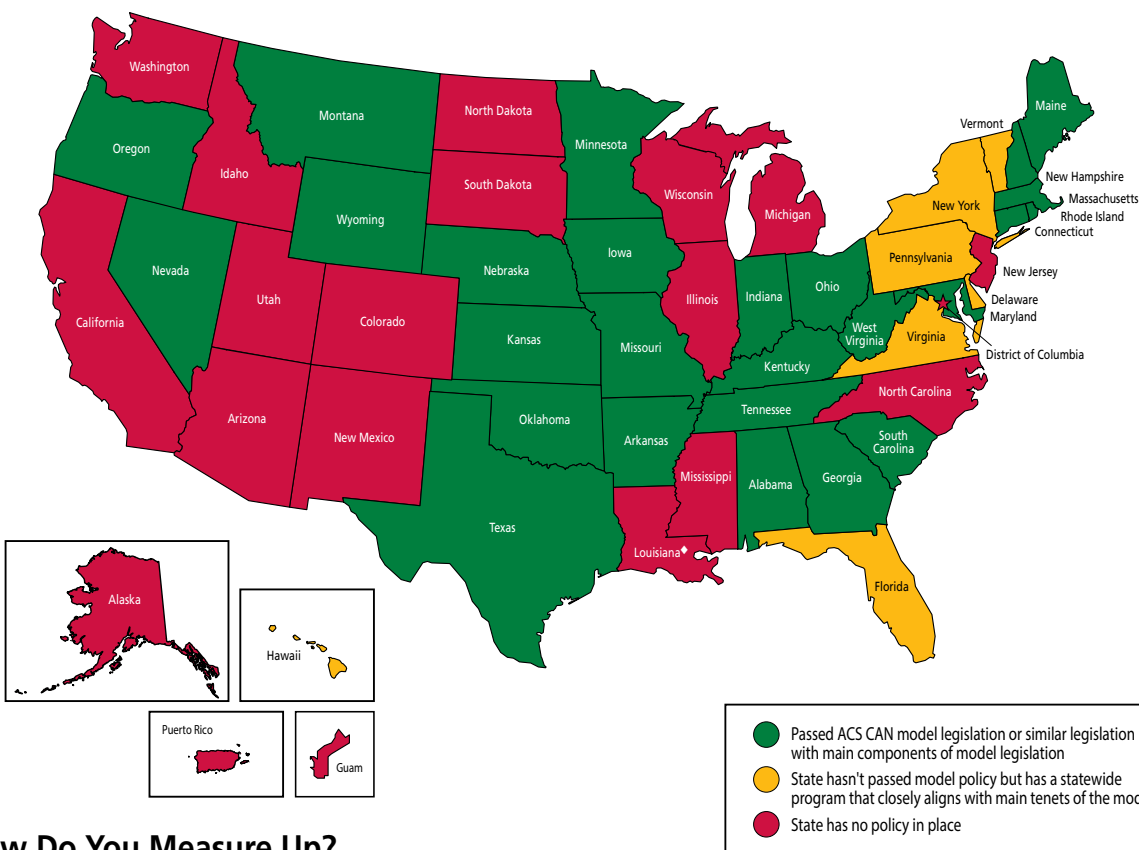 Washington
Oregon
Idaho
Montana
North Dakota
Minnesota
South Dakota
Wisconsin
Michigan
Wyoming
Nevada
Utah
California
Colorado
Nebraska
Iowa
Illinois
Indiana
Ohio
Kansas
Missouri
Kentucky
West
Virginia
Virginia
Pennsylvania
New York
Vermont
Maine
New Hampshire
Massachusetts
Rhode Island
Connecticut
New Jersey
Delaware
Maryland
District of Columbia
North Carolina
Tennessee
Arizona
New Mexico
Oklahoma
Arkansas
South
Carolina
Mississippi
Alabama
Georgia
Texas
Louisiana♦
Florida
Alaska
Hawaii
Puerto Rico
Guam
Passed ACS CAN model legislation or similar legislation
with main components of model legislation
State hasn't passed model policy but has a statewide
program that closely aligns with main tenets of the
State has no policy in place
Do You Measure Up?